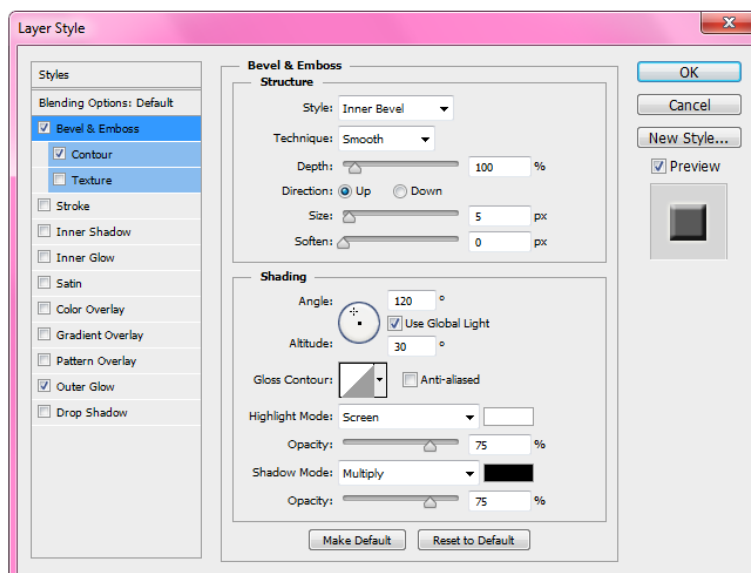 Layer Style
x
Styles
Blending Options: Default
Bevel & Emboss
Contour
Texture
Stroke
Inner Shadow
Inner Glow
Satin
Color Overlay
Gradient Overlay
Pattern Overlay
Outer Glow
Drop Shadow
Bevel & Emboss
Structure
Style: Inner Bevel
Technique: Smooth
Depth: 100 %
Direction: Up Down
Size: 5 px
Soften: 0 px
Shading
Angle: 120 °
Use Global Light
Altitude: 30 °
Gloss Contour: Anti-aliased
Highlight Mode: Screen
Opacity: 75 %
Shadow Mode: Multiply
Opacity: 75 %
Make Default Reset to Default
OK
Cancel
New Style...
Preview